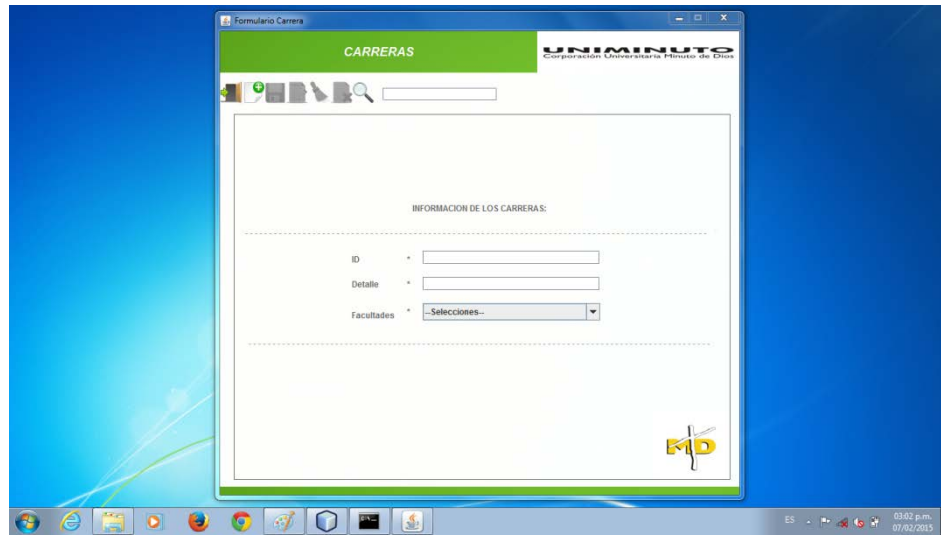 Formulario Carrera
CARRERAS
UNIMINUTO
Corporación Universitaria Minuto de Dios
INFORMACION DE LOS CARRERAS:
ID *
Detalle *
Facultades * --Selecciones--
MD
ES
03:02 p.m.
07/02/2015